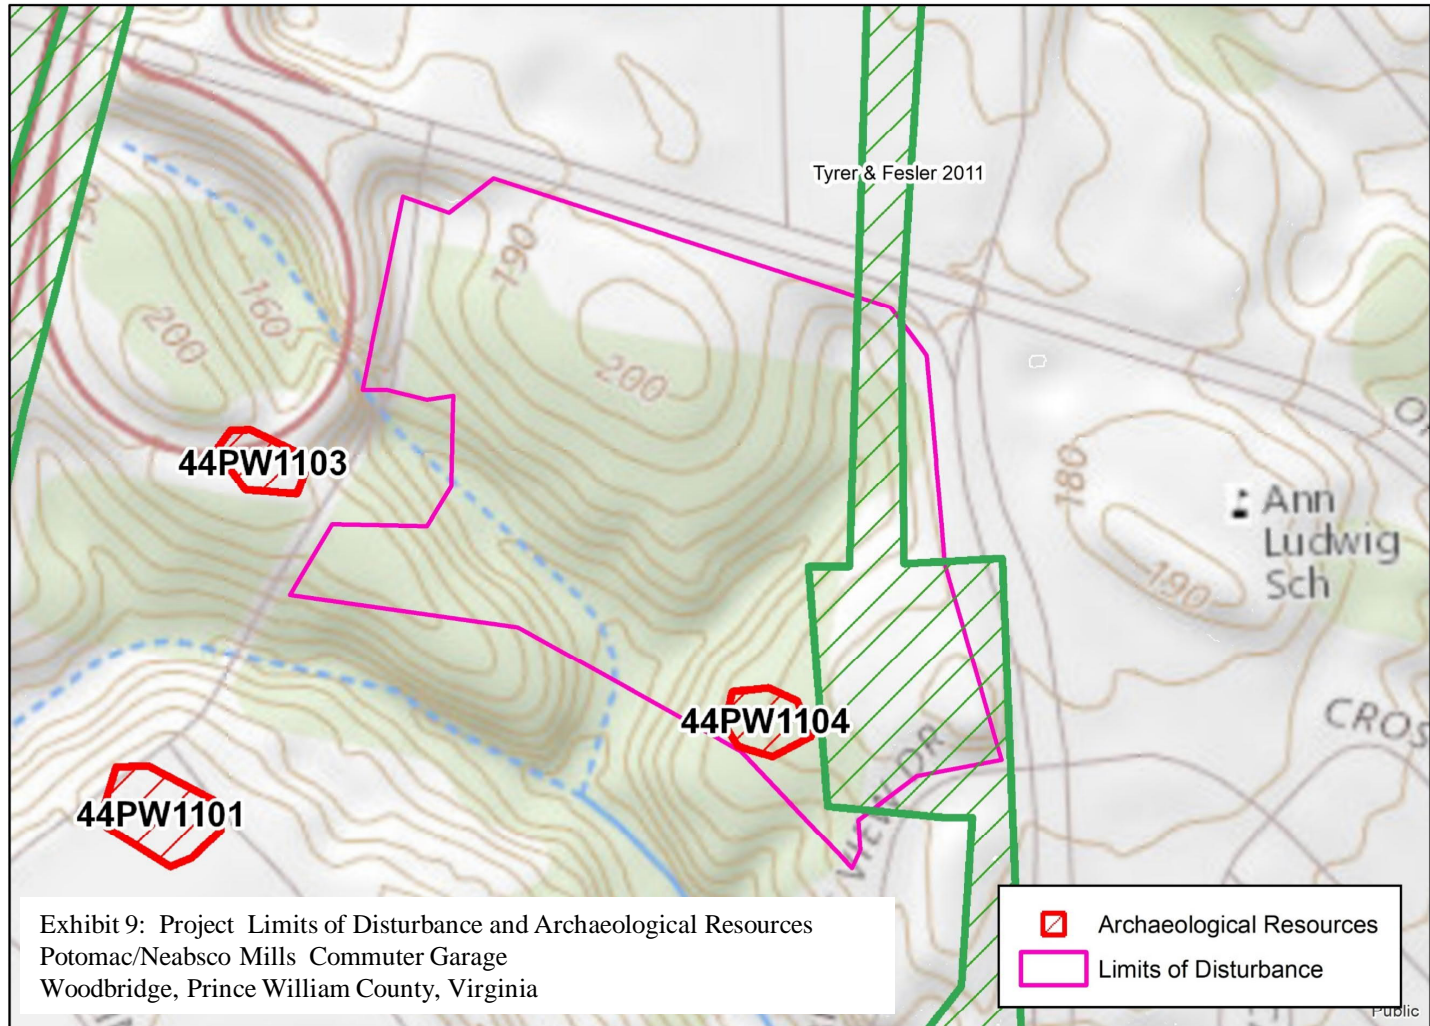 Tyrer & Fesler 2011
190
200
160
200
44PW1103
180
190
Ann
Ludwig
Sch
44PW1104
CROS
VIEW DR
44PW1101
Exhibit 9: Project Limits of Disturbance and Archaeological Resources
Potomac/Neabsco Mills Commuter Garage
Woodbridge, Prince William County, Virginia
Archaeological Resources
Limits of Disturbance
Public